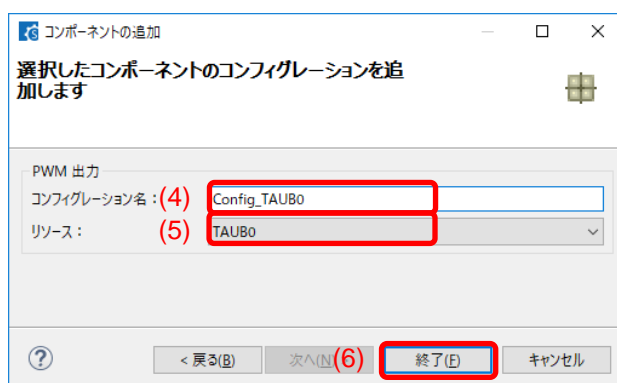 コンポーネントの追加
選択したコンポーネントのコンフィグレーションを追
加します
PWM 出力
コンフィグレーション名：(4) Config_TAUB0
リソース： (5) TAUB0
< 戻る(B) 次へ(N) (6) 終了(F) キャンセル